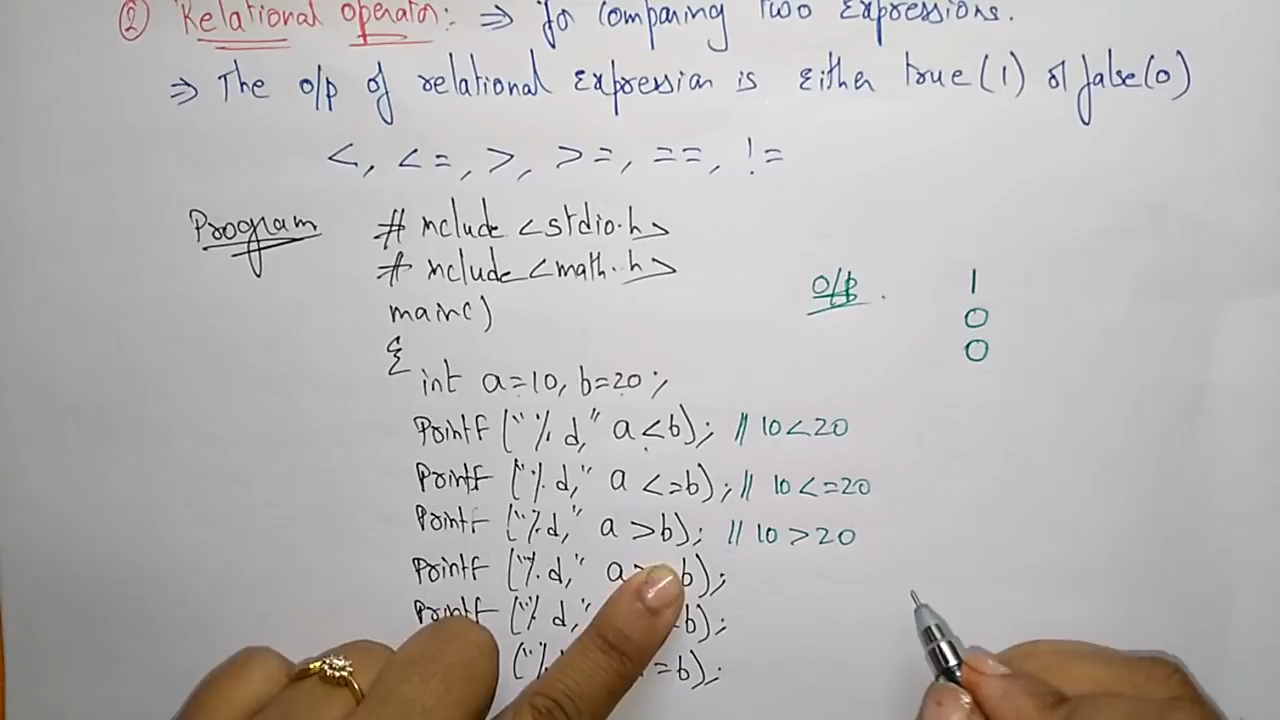 ② Relational operator:- ⇒ for comparing two expressions.
⇒ The o/p of relational expression is either true(1) or false(0)
<, <=, >, >=, ==, !=
Program # include <stdio.h>
# include <math.h>
main()
O/p. 1
0
0
{
int a=10, b=20;
Printf ("%d," a<b); // 10<20
Printf ("%d," a <=b); // 10<=20
Printf ("%d," a >b); // 10>20
Printf ("%d," a b);
Printf ("%d, b);
("% =b);